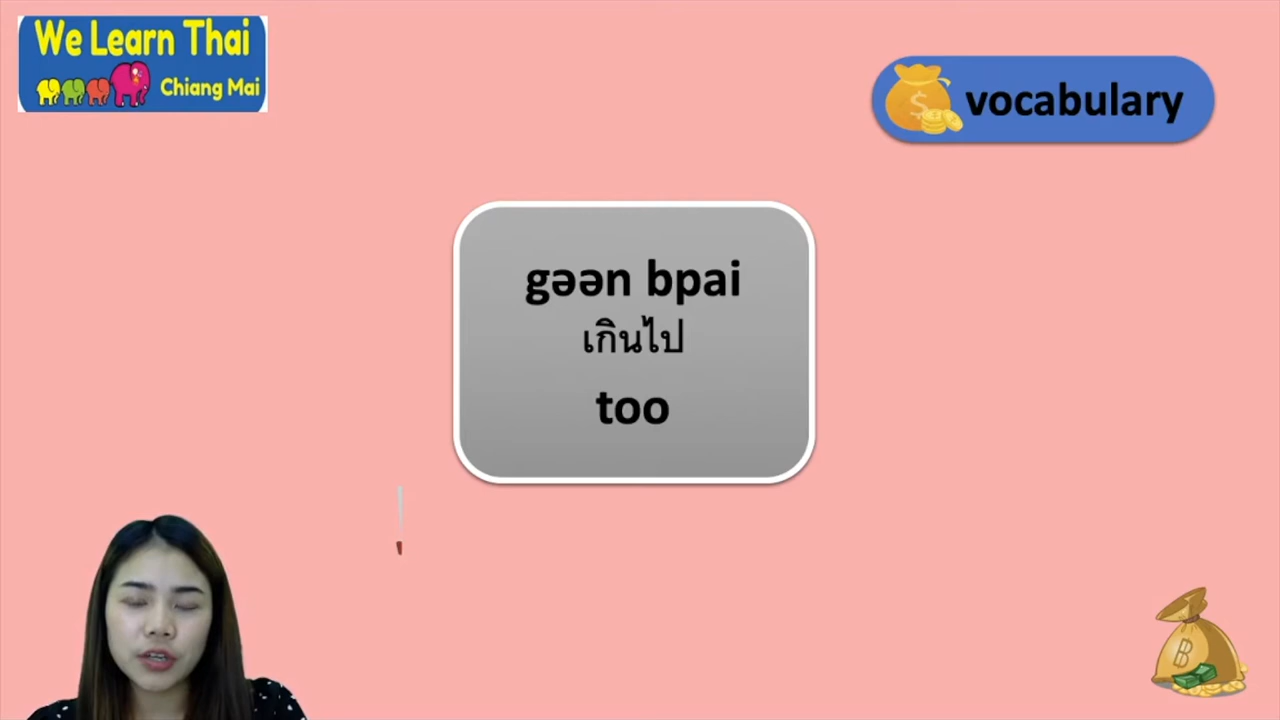 We Learn Thai
Chiang Mai
$ vocabulary
gəən bpai
เกินไป
too
฿